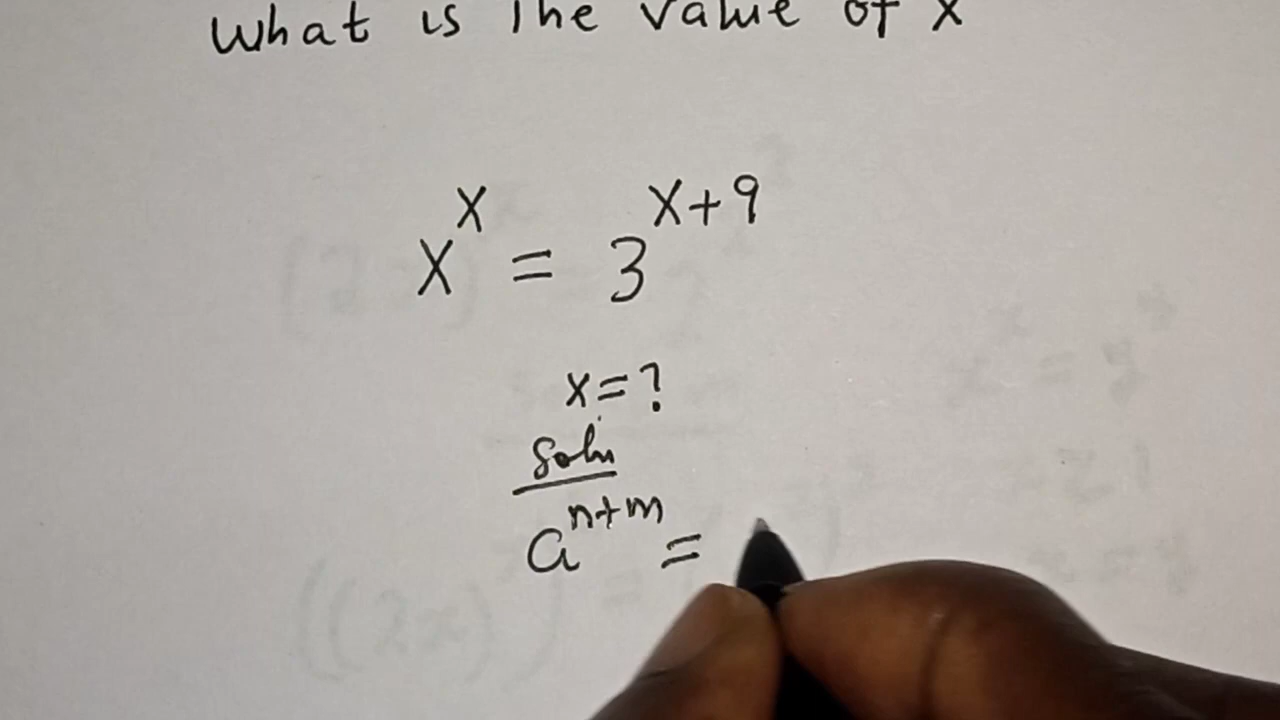 What is The Value of X
X^X = 3^{X+9}
x=?
Soln
a^{n+m} =